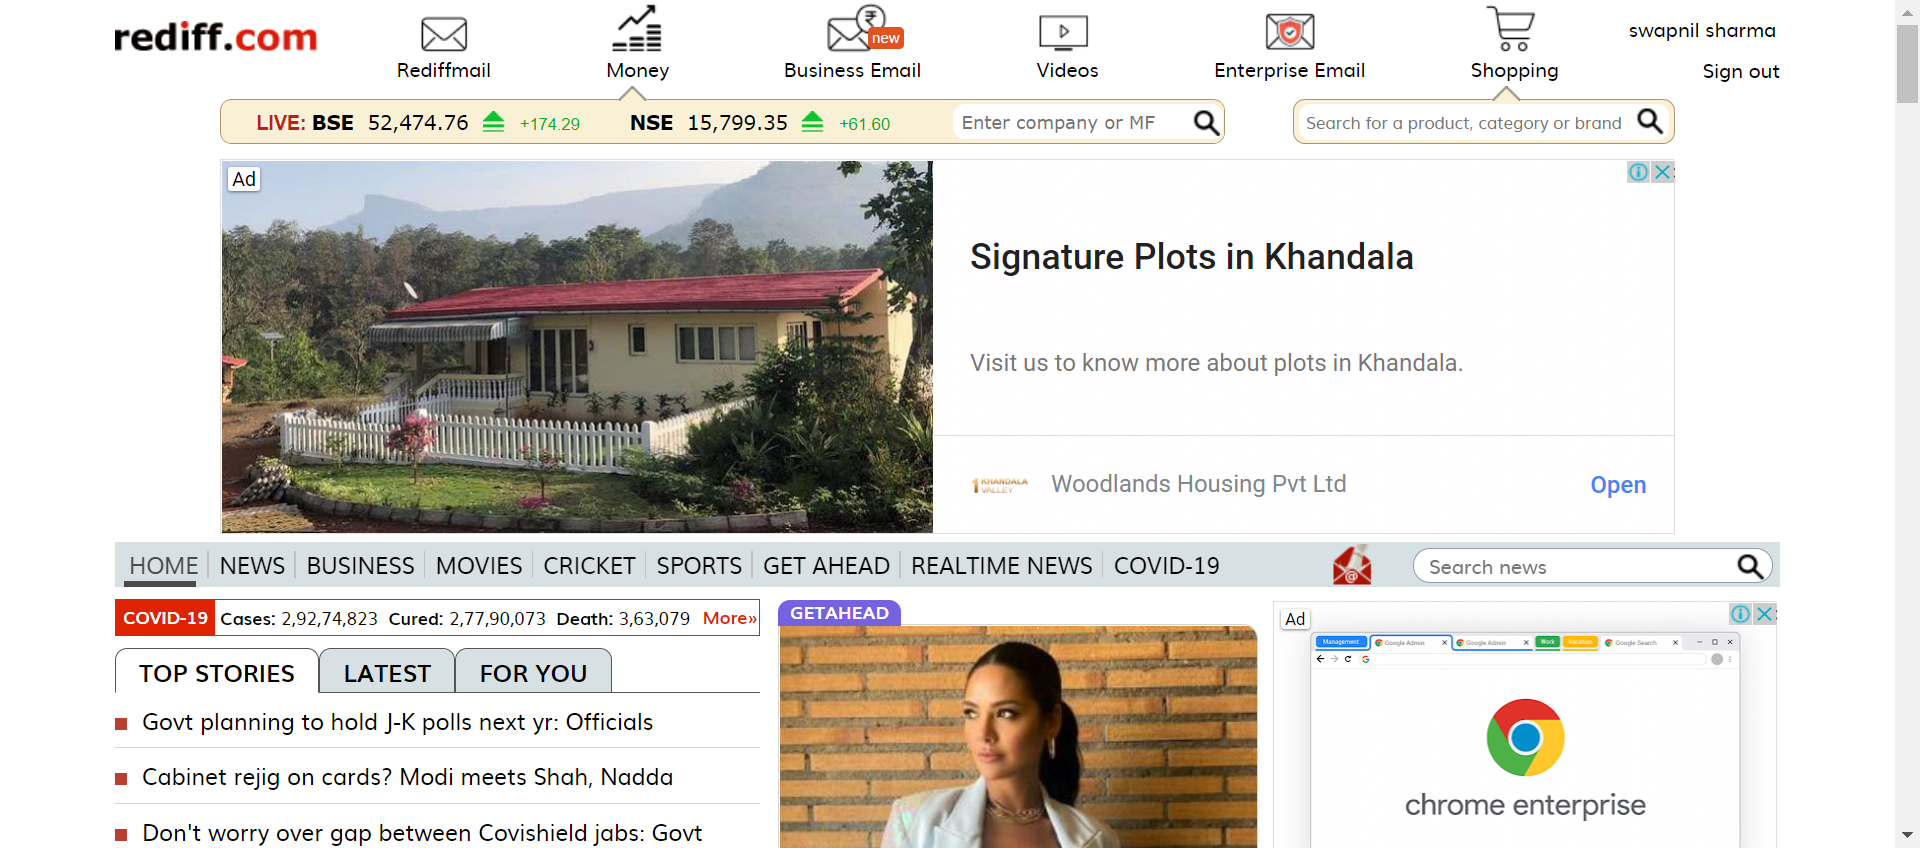 rediff.com
Rediffmail
Money
new
Business Email
Videos
Enterprise Email
Shopping
swapnil sharma
Sign out
LIVE: BSE 52,474.76 +174.29 NSE 15,799.35 +61.60
Enter company or MF
Search for a product, category or brand
Ad
Signature Plots in Khandala
Visit us to know more about plots in Khandala.
1 KHANDALA
VALLEY
Woodlands Housing Pvt Ltd
Open
HOME NEWS BUSINESS MOVIES CRICKET SPORTS GET AHEAD REALTIME NEWS COVID-19
Search news
COVID-19 Cases: 2,92,74,823 Cured: 2,77,90,073 Death: 3,63,079 More»
TOP STORIES LATEST FOR YOU
Govt planning to hold J-K polls next yr: Officials
Cabinet rejig on cards? Modi meets Shah, Nadda
Don't worry over gap between Covishield jabs: Govt
GETAHEAD
Ad
Management Google Admin Google Admin Work Vacation Google Search
chrome enterprise